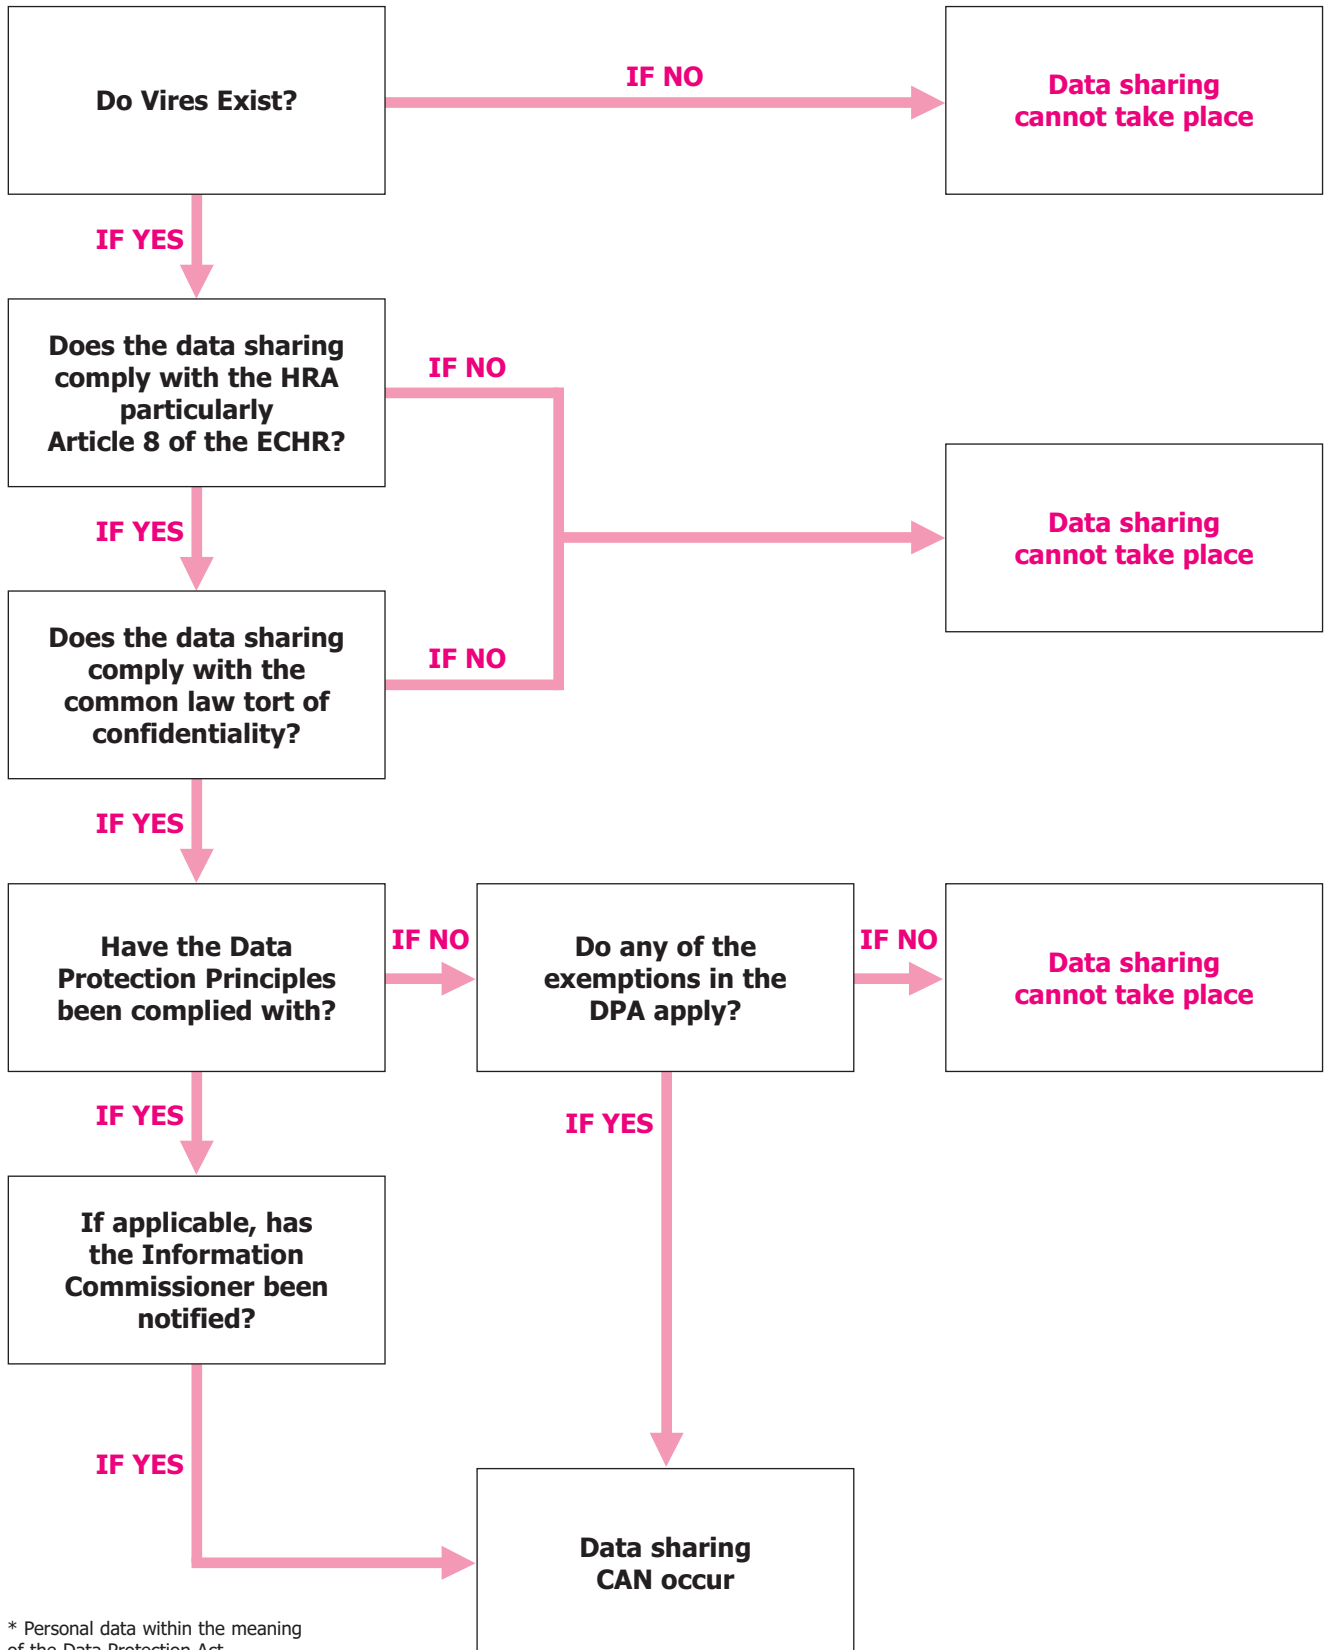 Do Vires Exist?
IF NO
Data sharing
cannot take place
IF YES
Does the data sharing
comply with the HRA
particularly
Article 8 of the ECHR?
IF NO
IF YES
Data sharing
cannot take place
Does the data sharing
comply with the
common law tort of
confidentiality?
IF NO
IF YES
Have the Data
Protection Principles
been complied with?
IF NO
Do any of the
exemptions in the
DPA apply?
IF NO
Data sharing
cannot take place
IF YES
IF YES
If applicable, has
the Information
Commissioner been
notified?
IF YES
Data sharing
CAN occur
* Personal data within the meaning
of the Data Protection Act